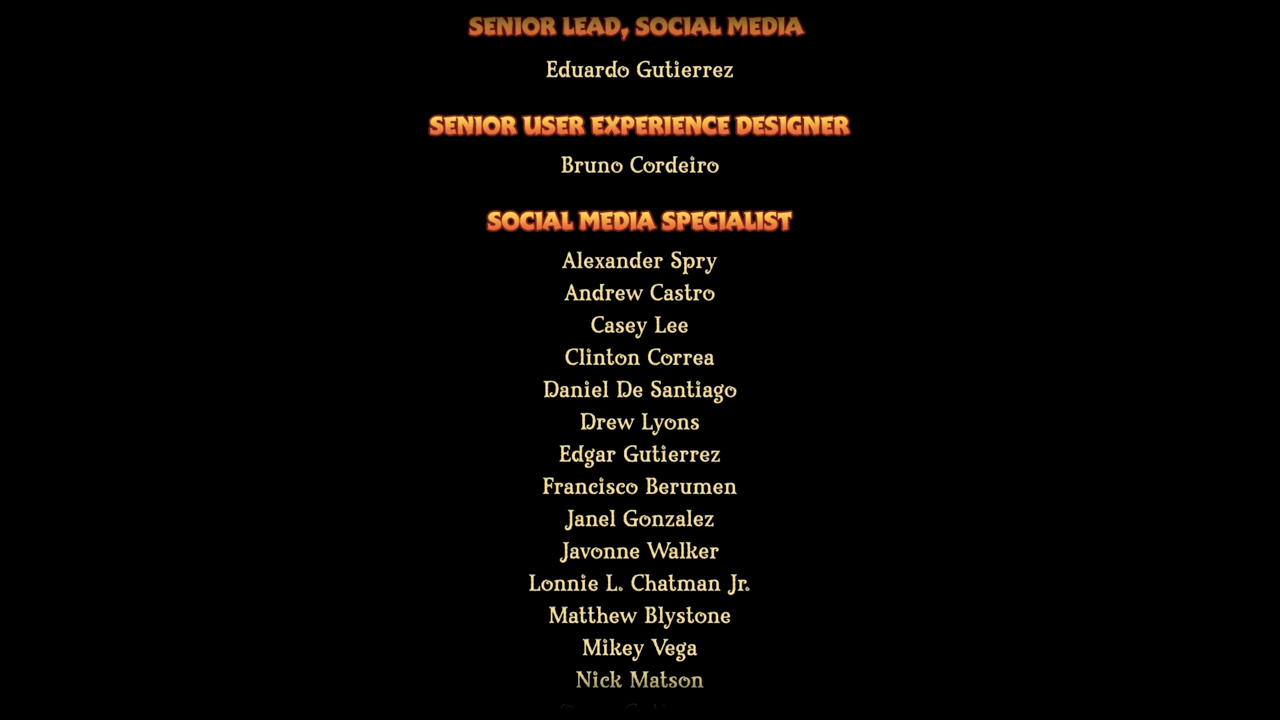 SENIOR LEAD, SOCIAL MEDIA
Eduardo Gutierrez
SENIOR USER EXPERIENCE DESIGNER
Bruno Cordeiro
SOCIAL MEDIA SPECIALIST
Alexander Spry
Andrew Castro
Casey Lee
Clinton Correa
Daniel De Santiago
Drew Lyons
Edgar Gutierrez
Francisco Berumen
Janel Gonzalez
Javonne Walker
Lonnie L. Chatman Jr.
Matthew Blystone
Mikey Vega
Nick Matson